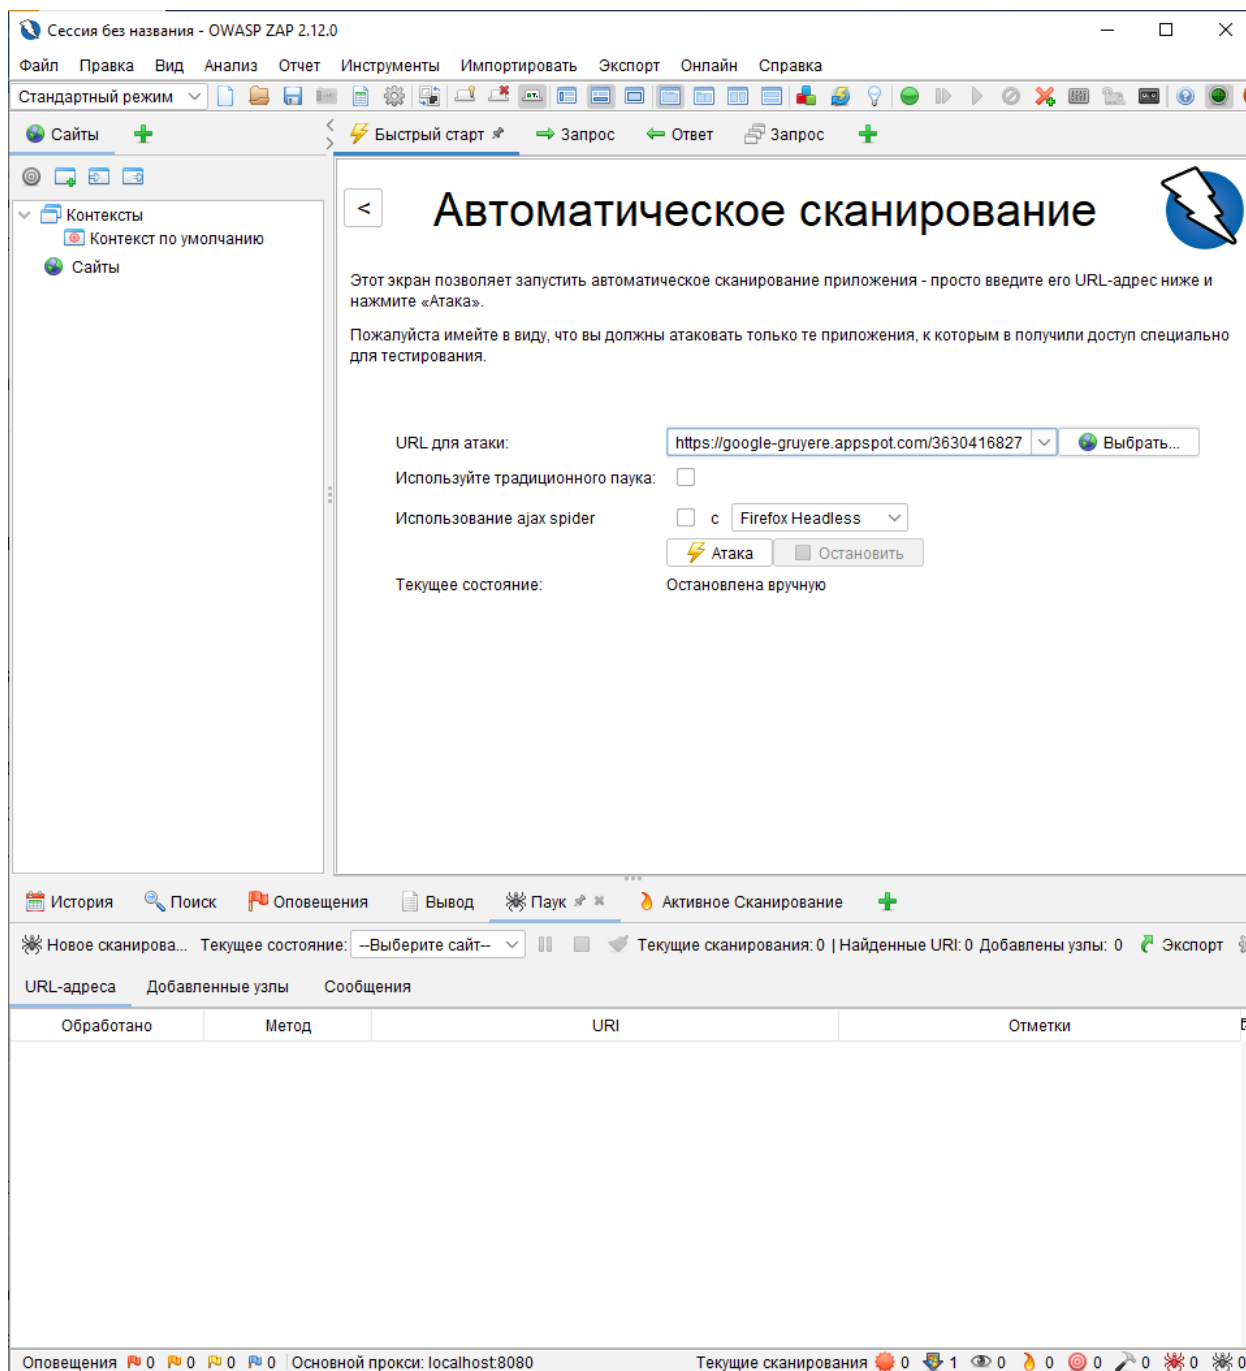 Сессия без названия - OWASP ZAP 2.12.0
Файл Правка Вид Анализ Отчет Инструменты Импортировать Экспорт Онлайн Справка
Стандартный режим
Сайты
Быстрый старт Запрос Ответ Запрос
Контексты
Контекст по умолчанию
Сайты
<
Автоматическое сканирование
Этот экран позволяет запустить автоматическое сканирование приложения - просто введите его URL-адрес ниже и
нажмите «Атака».
Пожалуйста имейте в виду, что вы должны атаковать только те приложения, к которым в получили доступ специально
для тестирования.
URL для атаки: https://google-gruyere.appspot.com/3630416827 Выбрать...
Используйте традиционного паука:
Использование ajax spider с Firefox Headless
Атака Остановить
Текущее состояние: Остановлена вручную
История Поиск Оповещения Вывод Паук Активное Сканирование
Новое сканирова... Текущее состояние: --Выберите сайт-- Текущие сканирования: 0 | Найденные URI: 0 Добавлены узлы: 0 Экспорт
URL-адреса Добавленные узлы Сообщения
Обработано Метод URI Отметки
Оповещения 0 0 0 0 Основной прокси: localhost:8080 Текущие сканирования 0 1 0 0 0 0 0 0